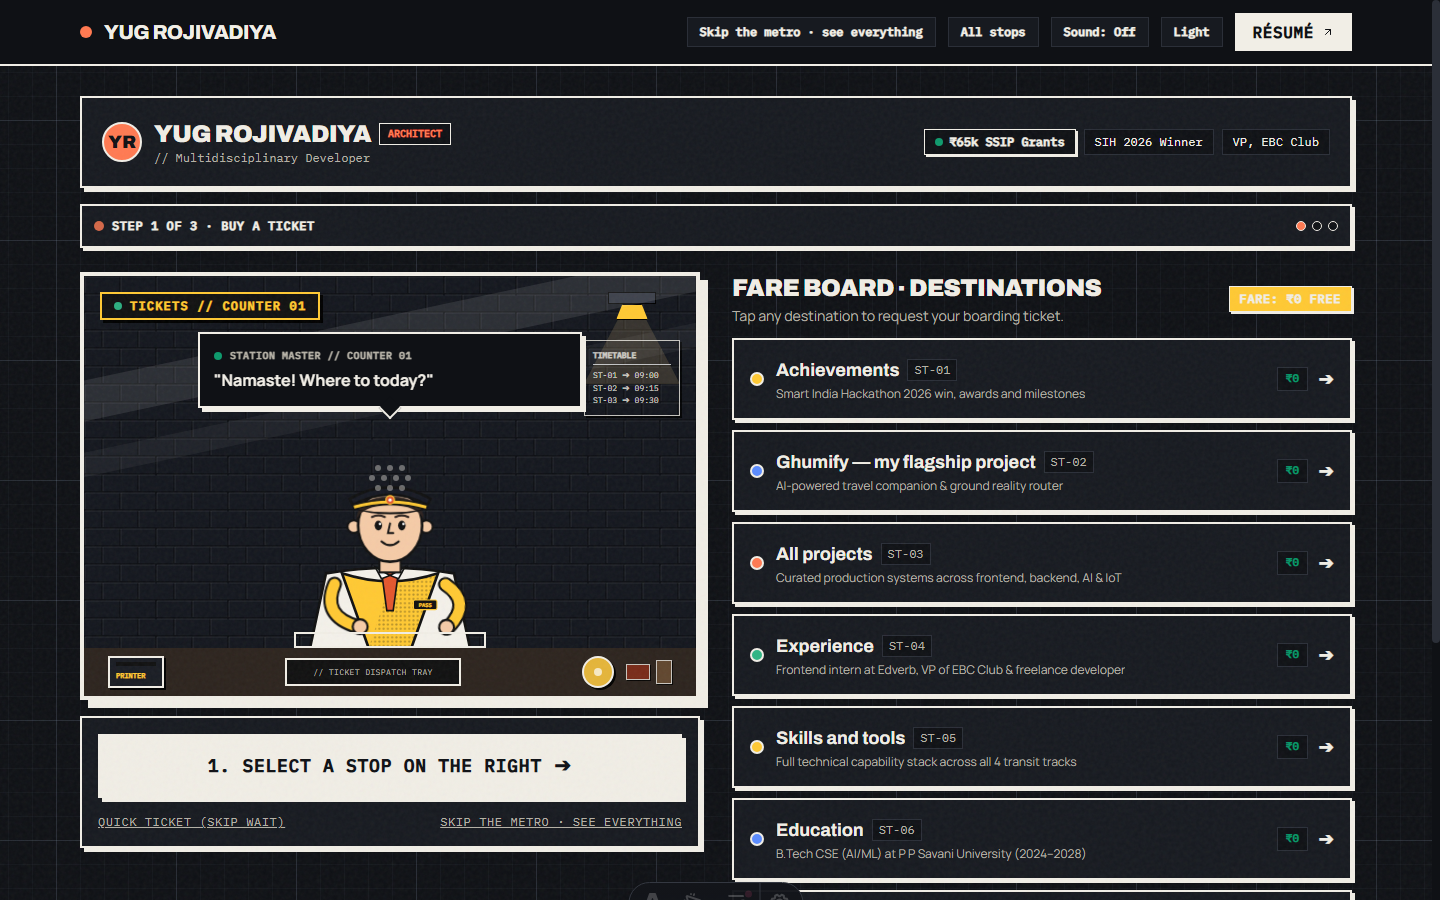 YUG ROJIVADIYA
Skip the metro · see everything
All stops
Sound: Off
Light
RÉSUMÉ ↗
YR
YUG ROJIVADIYA
ARCHITECT
// Multidisciplinary Developer
₹65k SSIP Grants
SIH 2026 Winner
VP, EBC Club
STEP 1 OF 3 · BUY A TICKET
TICKETS // COUNTER 01
STATION MASTER // COUNTER 01
"Namaste! Where to today?"
TIMETABLE
ST-01 ➔ 09:00
ST-02 ➔ 09:15
ST-03 ➔ 09:30
PASS
PRINTER
// TICKET DISPATCH TRAY
1. SELECT A STOP ON THE RIGHT ➔
QUICK TICKET (SKIP WAIT)
SKIP THE METRO · SEE EVERYTHING
FARE BOARD · DESTINATIONS
Tap any destination to request your boarding ticket.
FARE: ₹0 FREE
Achievements ST-01
Smart India Hackathon 2026 win, awards and milestones
₹0 ➔
Ghumify — my flagship project ST-02
AI-powered travel companion & ground reality router
₹0 ➔
All projects ST-03
Curated production systems across frontend, backend, AI & IoT
₹0 ➔
Experience ST-04
Frontend intern at Edverb, VP of EBC Club & freelance developer
₹0 ➔
Skills and tools ST-05
Full technical capability stack across all 4 transit tracks
₹0 ➔
Education ST-06
B.Tech CSE (AI/ML) at P P Savani University (2024–2028)
₹0 ➔